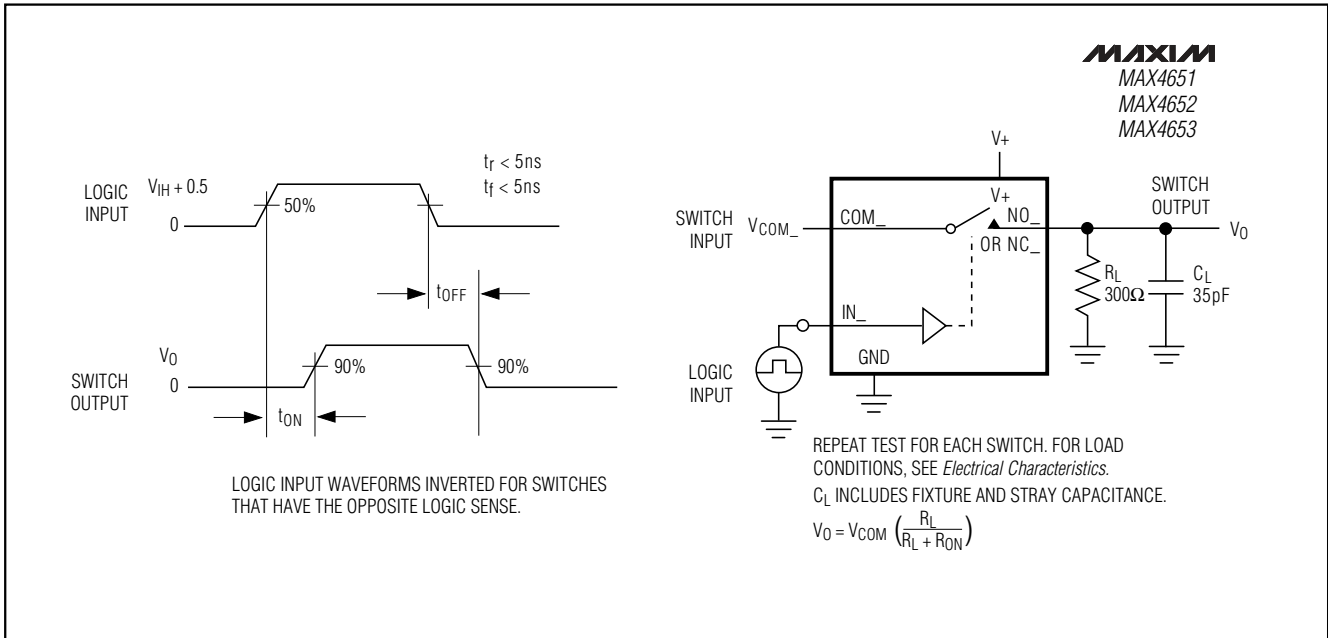 MAXIM
MAX4651
MAX4652
MAX4653
LOGIC
INPUT
VIH + 0.5
0
50%
tr < 5ns
tf < 5ns
tOFF
SWITCH
OUTPUT
VO
0
90%
90%
tON
LOGIC INPUT WAVEFORMS INVERTED FOR SWITCHES
THAT HAVE THE OPPOSITE LOGIC SENSE.
V+
V+
SWITCH
INPUT
VCOM_
COM_
NO_
OR NC_
SWITCH
OUTPUT
VO
RL
300Ω
CL
35pF
IN_
GND
LOGIC
INPUT
REPEAT TEST FOR EACH SWITCH. FOR LOAD
CONDITIONS, SEE Electrical Characteristics.
CL INCLUDES FIXTURE AND STRAY CAPACITANCE.
VO = VCOM (RL / RL + RON)